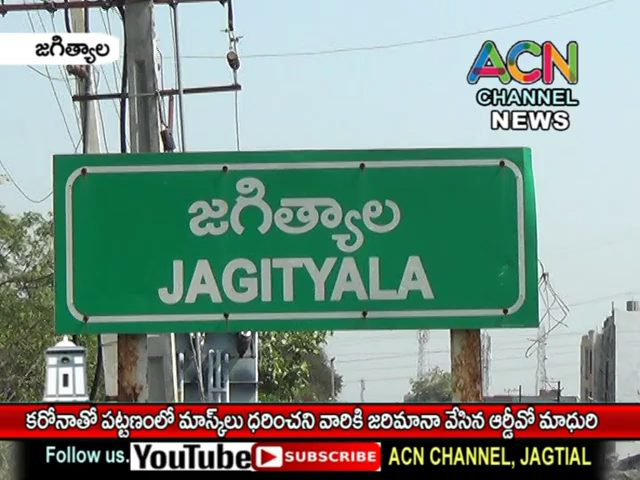 జగిత్యాల
ACN
CHANNEL
NEWS
జగిత్యాల
JAGITYALA
కరోనాతో పట్టణంలో మాస్క్‌లు ధరించని వారికి జరిమానా వేసిన ఆర్డీవో మాధురి
Follow us. YouTube SUBSCRIBE ACN CHANNEL, JAGTIAL